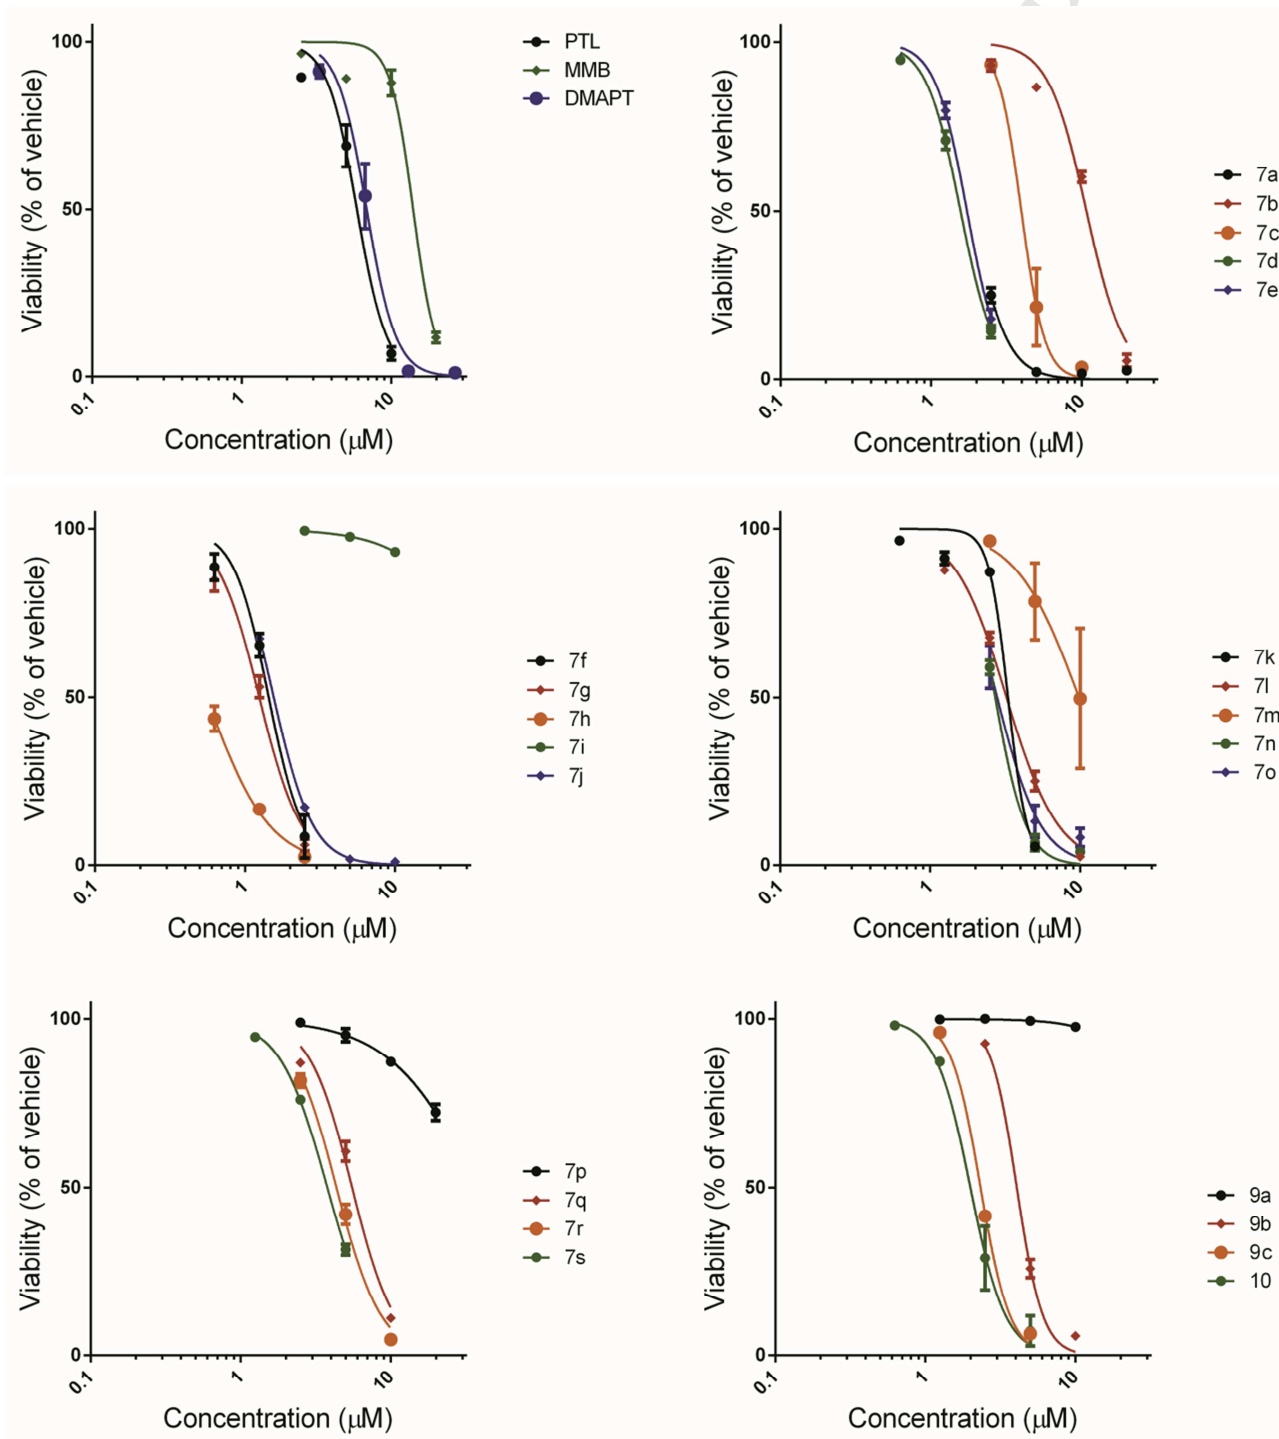 100
50
0
0.1
1
10
Viability (% of vehicle)
Concentration (µM)
PTL
MMB
DMAPT
100
50
0
0.1
1
10
Viability (% of vehicle)
Concentration (µM)
7a
7b
7c
7d
7e
100
50
0
0.1
1
10
Viability (% of vehicle)
Concentration (µM)
7f
7g
7h
7i
7j
100
50
0
0.1
1
10
Viability (% of vehicle)
Concentration (µM)
7k
7l
7m
7n
7o
100
50
0
0.1
1
10
Viability (% of vehicle)
Concentration (µM)
7p
7q
7r
7s
100
50
0
0.1
1
10
Viability (% of vehicle)
Concentration (µM)
9a
9b
9c
10